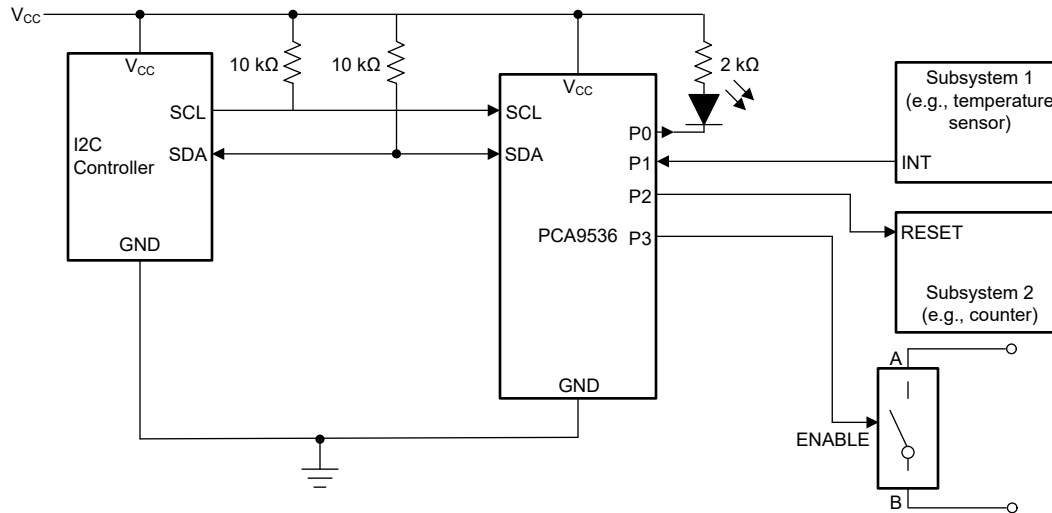 VCC
VCC
10 kΩ
10 kΩ
VCC
2 kΩ
SCL
SDA
I2C
Controller
GND
SCL
SDA
P0
P1
P2
P3
PCA9536
GND
Subsystem 1
(e.g., temperature
sensor)
INT
RESET
Subsystem 2
(e.g., counter)
A
ENABLE
B